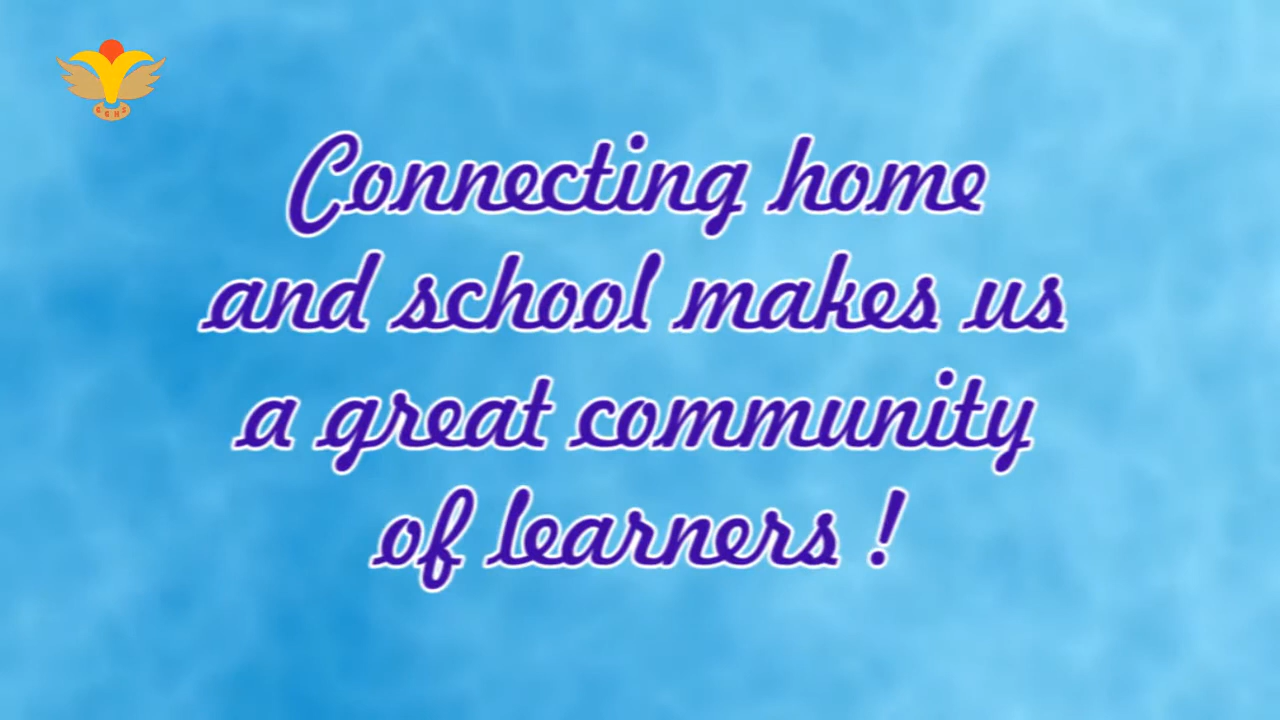 Connecting home
and school makes us
a great community
of learners !